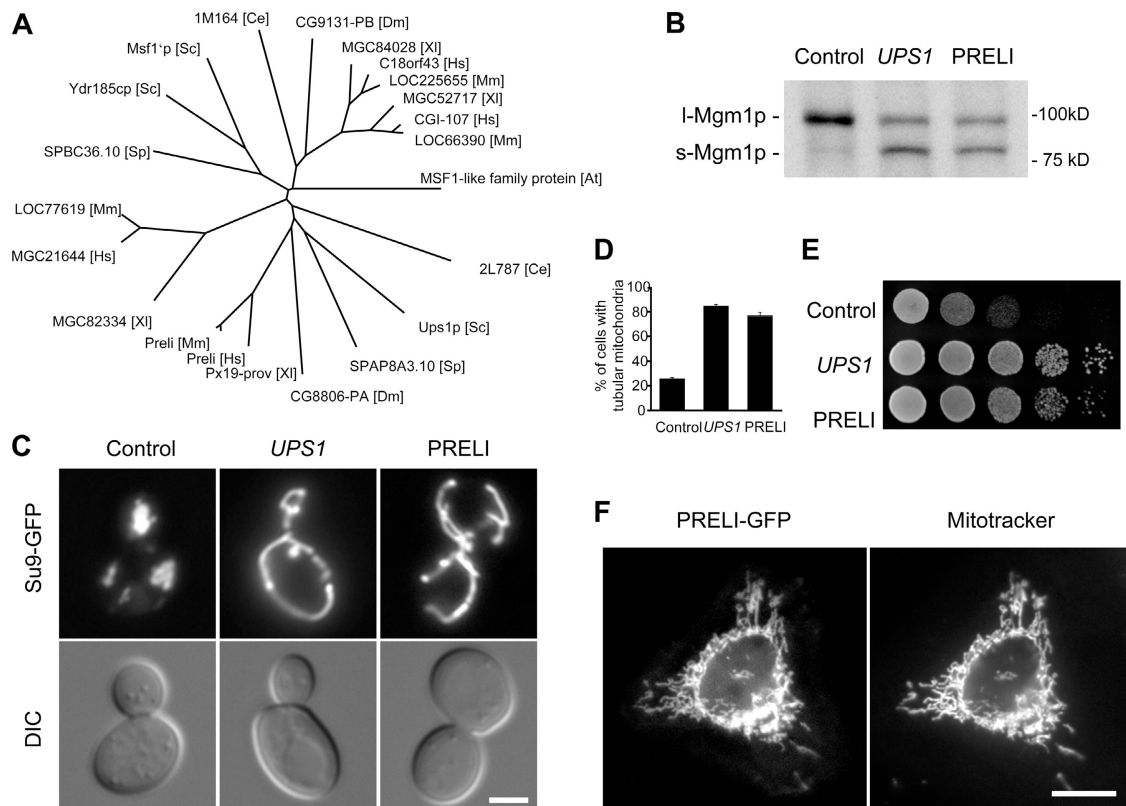 A
1M164 [Ce]
CG9131-PB [Dm]
Msf1‘p [Sc]
MGC84028 [Xl]
C18orf43 [Hs]
Ydr185cp [Sc]
LOC225655 [Mm]
MGC52717 [Xl]
CGI-107 [Hs]
SPBC36.10 [Sp]
LOC66390 [Mm]
MSF1-like family protein [At]
LOC77619 [Mm]
MGC21644 [Hs]
2L787 [Ce]
MGC82334 [Xl]
Ups1p [Sc]
Preli [Mm]
Preli [Hs]
SPAP8A3.10 [Sp]
Px19-prov [Xl]
CG8806-PA [Dm]
B
Control UPS1 PRELI
l-Mgm1p - -100kD
s-Mgm1p - - 75 kD
C
Control UPS1 PRELI
Su9-GFP
DIC
D
% of cells with
tubular mitochondria
100
80
60
40
20
0
Control UPS1 PRELI
E
Control
UPS1
PRELI
F
PRELI-GFP Mitotracker